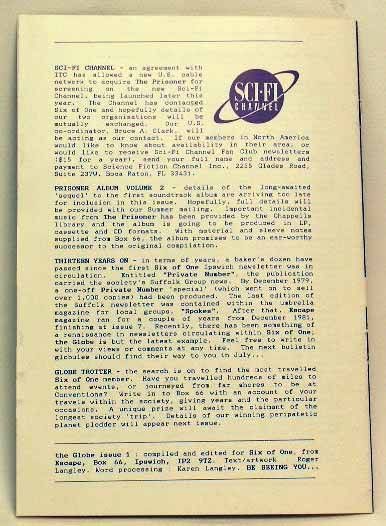 SCI-FI CHANNEL - an agreement with
ITC has allowed a new U.S. cable
network to acquire The Prisoner for
screening on the new Sci-Fi
Channel, being launched later this
year. The Channel has contacted
Six of One and hopefully details of
our two organisations will be
mutually exchanged. Our U.S.
co-ordinator, Bruce A. Clark, will
be acting as our contact. If our members in North America
would like to know about availability in their area, or
would like to receive Sci-Fi Channel Fan Club newsletters
($15 for a year), send your full name and address and
payment to Science Fiction Channel Inc., 2255 Glades Road,
Suite 237W, Boca Raton, FL 33431.
SCI-FI
CHANNEL
PRISONER ALBUM VOLUME 2 - details of the long-awaited
'sequel' to the first soundtrack album are arriving too late
for inclusion in this issue. Hopefully, full details will
be provided with our Summer mailing. Important incidental
music from The Prisoner has been provided by the Chappells
library and the album is going to be produced in LP,
cassette and CD formats. With material and sleeve notes
supplied from Box 66, the album promises to be an ear-worthy
successor to the original compilation.
THIRTEEN YEARS ON - in terms of years, a baker's dozen have
passed since the first Six of One Ipswich newsletter was in
circulation. Entitled "Private Number", the publication
carried the society's Suffolk Group news. By December 1979,
a one-off Private Number 'special' (which went on to sell
over 1,000 copies) had been produced. The last edition of
the Suffolk newsletter was contained within the umbrella
magazine for local groups, "Spokes". After that, Escape
magazine ran for a couple of years from December 1985,
finishing at issue 7. Recently, there has been something of
a renaissance in newsletters circulating within Six of One,
the Globe is but the latest example. Feel free to write in
with your views or comments at any time. The next bulletin
globules should find their way to you in July...
GLOBE TROTTER - the search is on to find the most travelled
Six of One member. Have you travelled hundreds of miles to
attend events, or journeyed from far shores to be at
Conventions? Write in to Box 66 with an account of your
travels within the society, giving years and the particular
occasions. A unique prize will await the claimant of the
longest society 'trip'. Details of our winning peripatetic
planet plodder will appear next issue.
the Globe issue 1 : compiled and edited for Six of One, from
Escape, Box 66, Ipswich, IP2 9TZ. Text/artwork Roger
Langley. Word processing : Karen Langley. BE SEEING YOU...